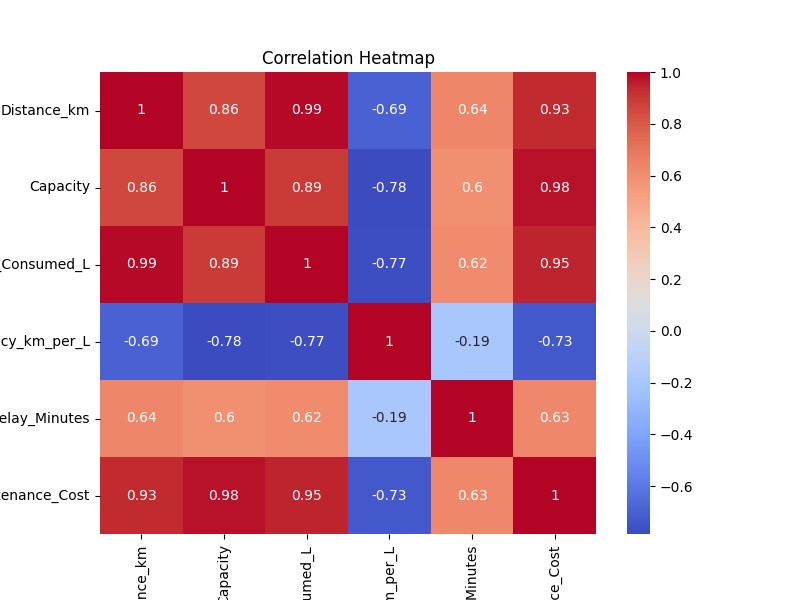 Correlation Heatmap
Distance_km 1 0.86 0.99 -0.69 0.64 0.93
Capacity 0.86 1 0.89 -0.78 0.6 0.98
_Consumed_L 0.99 0.89 1 -0.77 0.62 0.95
cy_km_per_L -0.69 -0.78 -0.77 1 -0.19 -0.73
elay_Minutes 0.64 0.6 0.62 -0.19 1 0.63
tenance_Cost 0.93 0.98 0.95 -0.73 0.63 1
nce_km
Capacity
umed_L
m_per_L
Minutes
ce_Cost
1.0
0.8
0.6
0.4
0.2
0.0
−0.2
−0.4
−0.6